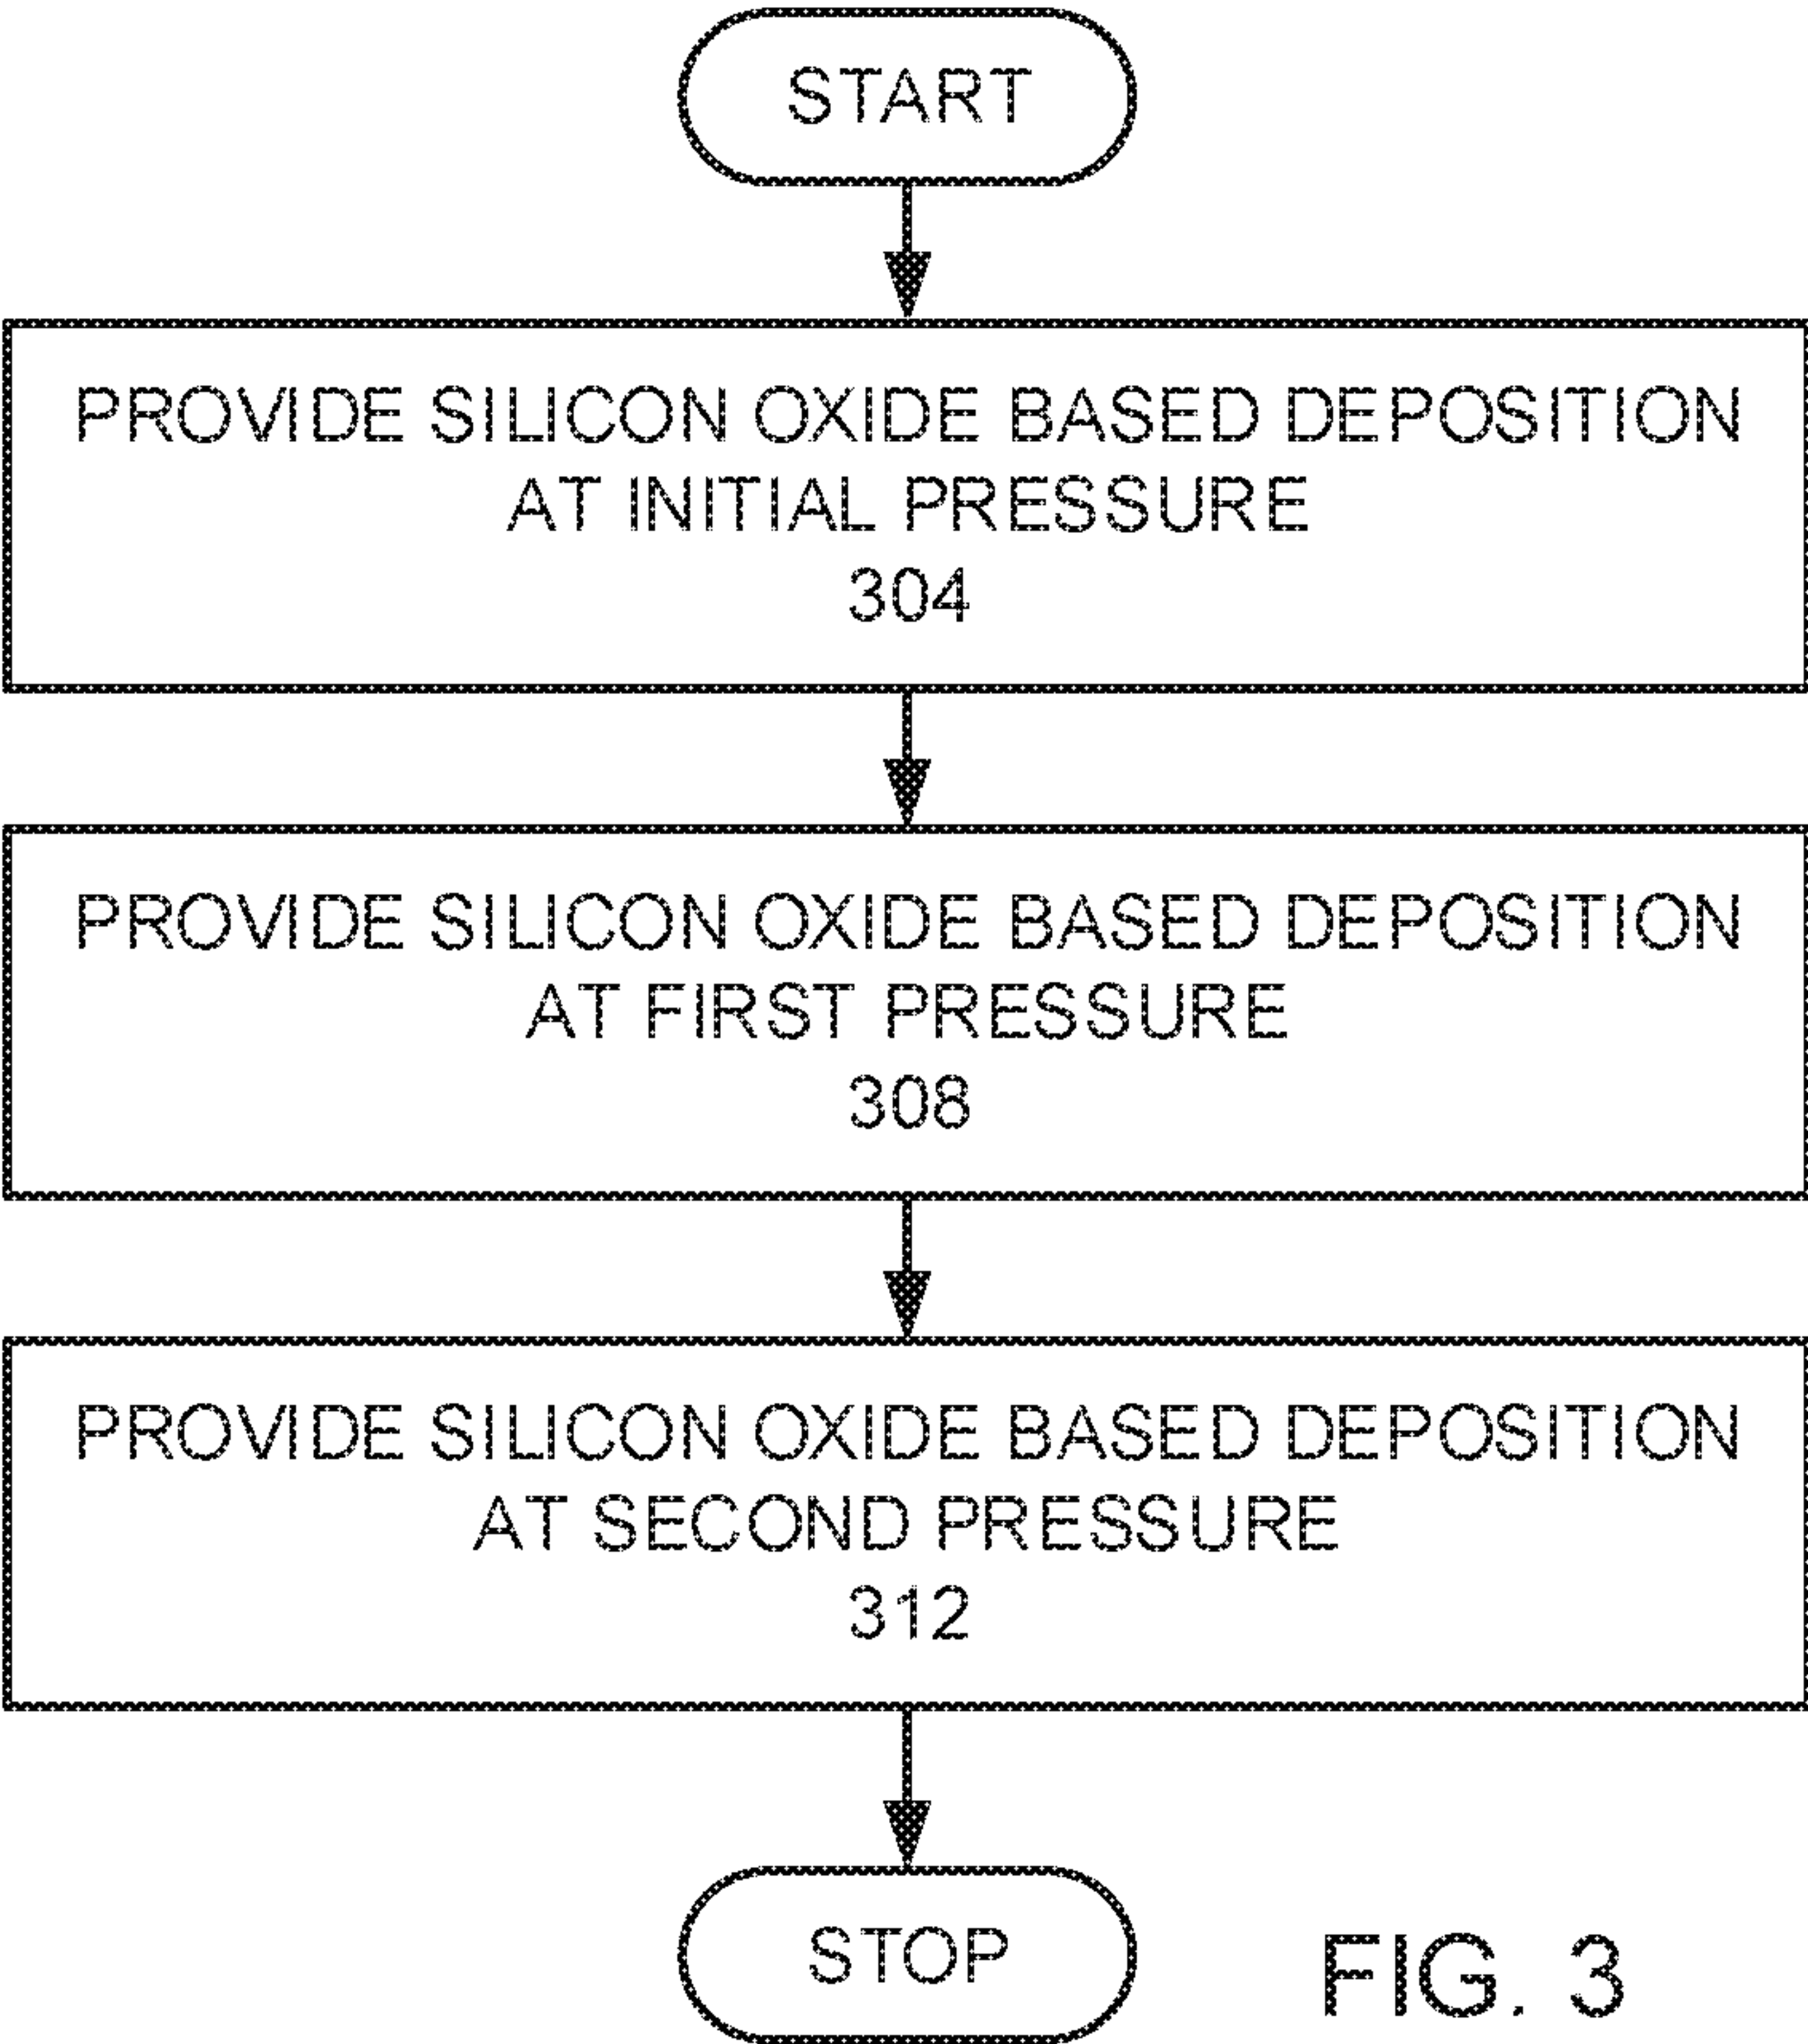 START
PROVIDE SILICON OXIDE BASED DEPOSITION
AT INITIAL PRESSURE
304
PROVIDE SILICON OXIDE BASED DEPOSITION
AT FIRST PRESSURE
308
PROVIDE SILICON OXIDE BASED DEPOSITION
AT SECOND PRESSURE
312
STOP
FIG. 3